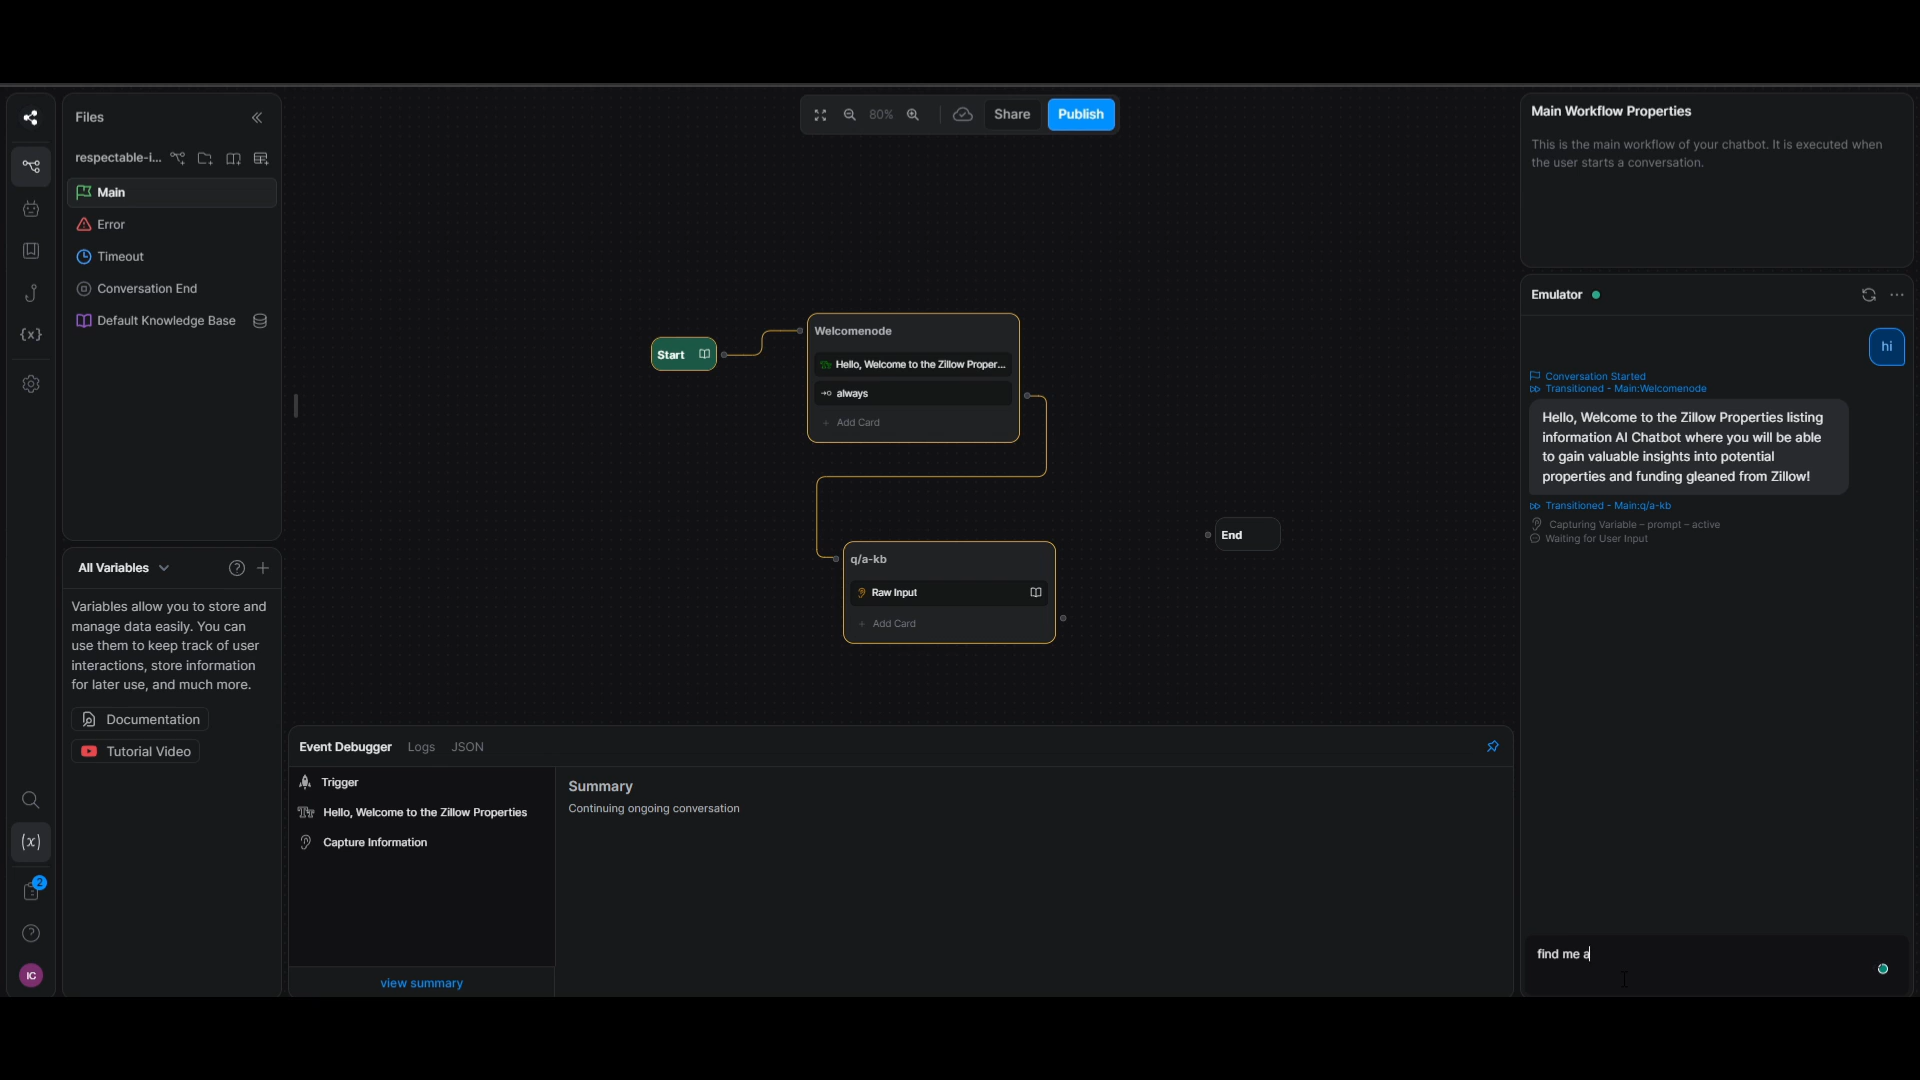 Files
respectable-i...
Main
Error
Timeout
Conversation End
Default Knowledge Base
{x}
All Variables
Variables allow you to store and
manage data easily. You can
use them to keep track of user
interactions, store information
for later use, and much more.
Documentation
Tutorial Video
(x)
2
IC
80%
Share
Publish
Start
Welcomenode
Hello, Welcome to the Zillow Proper...
always
+ Add Card
q/a-kb
Raw Input
+ Add Card
End
Event Debugger Logs JSON
Trigger
Hello, Welcome to the Zillow Properties
Capture Information
view summary
Summary
Continuing ongoing conversation
Main Workflow Properties
This is the main workflow of your chatbot. It is executed when
the user starts a conversation.
Emulator
hi
Conversation Started
Transitioned - Main:Welcomenode
Hello, Welcome to the Zillow Properties listing
information AI Chatbot where you will be able
to gain valuable insights into potential
properties and funding gleaned from Zillow!
Transitioned - Main:q/a-kb
Capturing Variable – prompt – active
Waiting for User Input
find me a